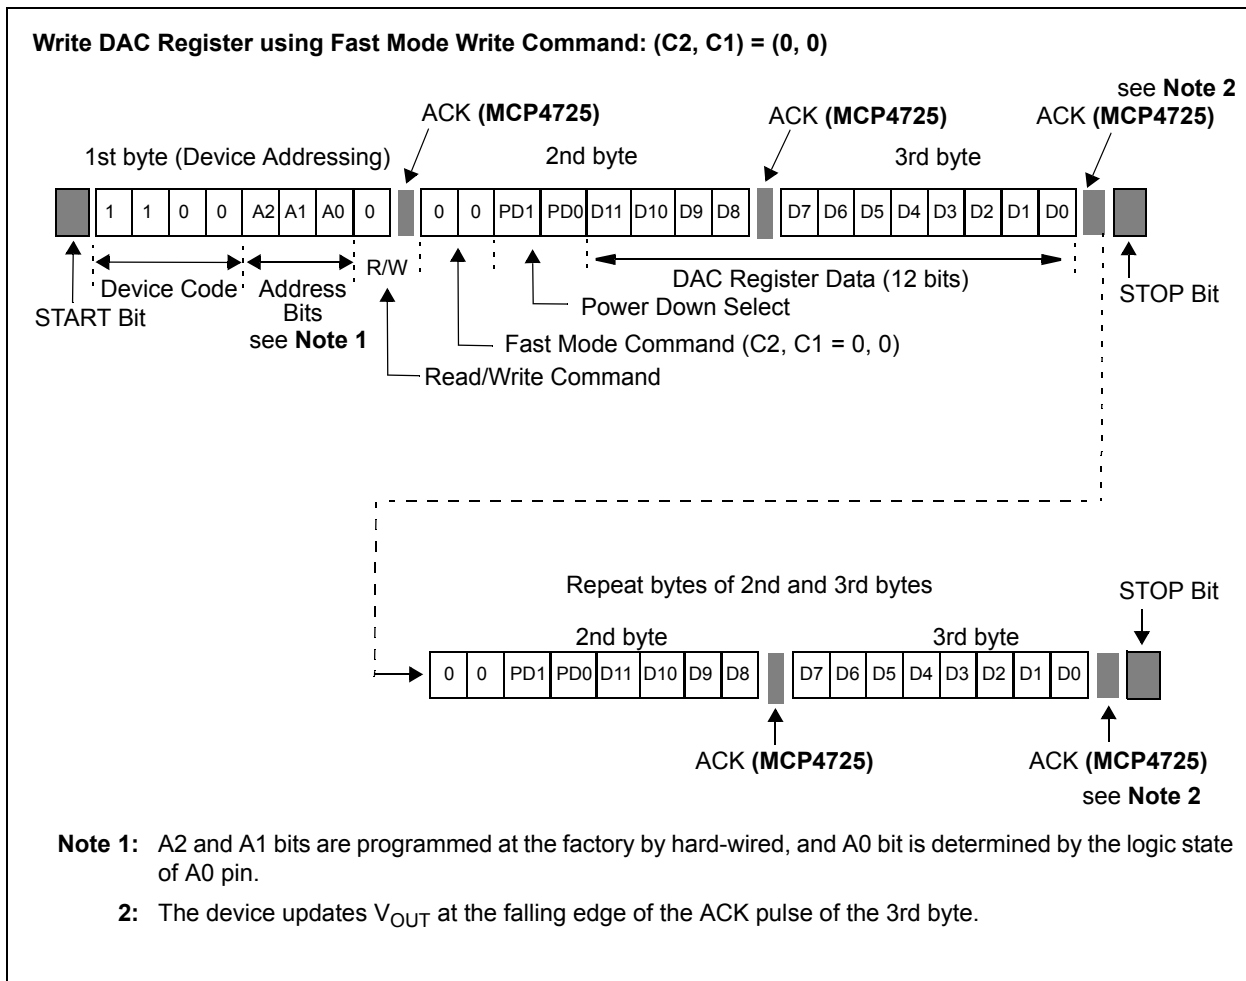 Write DAC Register using Fast Mode Write Command: (C2, C1) = (0, 0)
see Note 2
ACK (MCP4725)
ACK (MCP4725)
ACK (MCP4725)
1st byte (Device Addressing)
2nd byte
3rd byte
1 1 0 0 A2 A1 A0 0
0 0 PD1 PD0 D11 D10 D9 D8
D7 D6 D5 D4 D3 D2 D1 D0
R/W
Device Code
Address
Bits
see Note 1
START Bit
DAC Register Data (12 bits)
STOP Bit
Power Down Select
Fast Mode Command (C2, C1 = 0, 0)
Read/Write Command
Repeat bytes of 2nd and 3rd bytes
STOP Bit
2nd byte
3rd byte
0 0 PD1 PD0 D11 D10 D9 D8
D7 D6 D5 D4 D3 D2 D1 D0
ACK (MCP4725)
ACK (MCP4725)
see Note 2
Note 1: A2 and A1 bits are programmed at the factory by hard-wired, and A0 bit is determined by the logic state
of A0 pin.
2: The device updates VOUT at the falling edge of the ACK pulse of the 3rd byte.